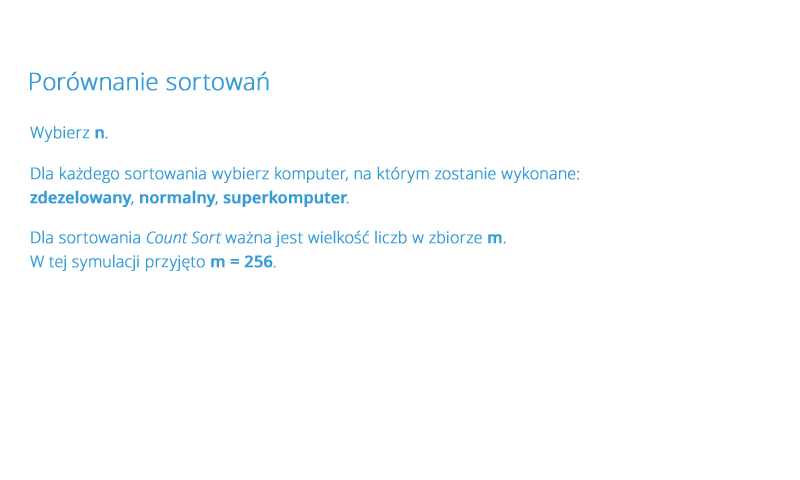 Porównanie sortowań
Wybierz n.
Dla każdego sortowania wybierz komputer, na którym zostanie wykonane:
zdezelowany, normalny, superkomputer.
Dla sortowania Count Sort ważna jest wielkość liczb w zbiorze m.
W tej symulacji przyjęto m = 256.